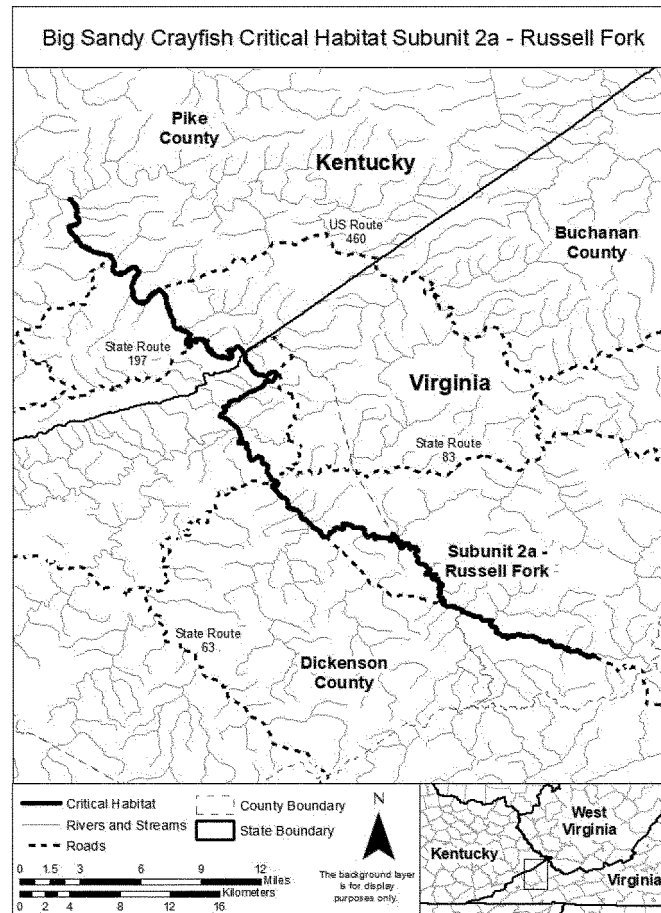 Big Sandy Crayfish Critical Habitat Subunit 2a - Russell Fork
Pike
County
Kentucky
US Route
460
Buchanan
County
State Route
197
Virginia
State Route
83
Subunit 2a -
Russell Fork
State Route
63
Dickenson
County
Critical Habitat
Rivers and Streams
Roads
County Boundary
State Boundary
N
The background layer
is for display
purposes only.
0 1.5 3 6 9 12
Miles
Kilometers
0 2 4 8 12 16
West
Virginia
Kentucky
Virginia